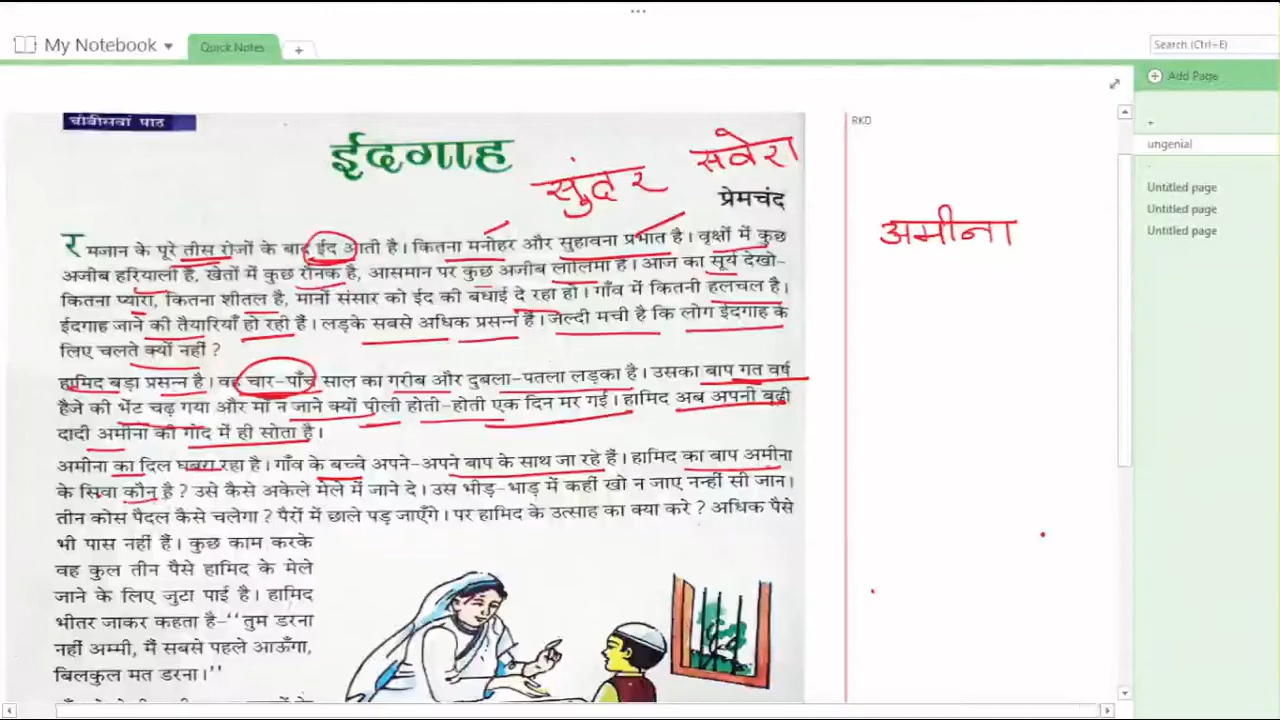 My Notebook
Quick Notes
Search (Ctrl+E)
Add Page
ungenial
Untitled page
Untitled page
Untitled page
RKD
चौबीसवां पाठ
ईदगाह
सुंदर सवेरा
प्रेमचंद
अमीना
रमजान के पूरे तीस रोजों के बाद ईद आती है। कितना मनोहर और सुहावना प्रभात है। वृक्षों में कुछ
अजीब हरियाली है, खेतों में कुछ रौनक है, आसमान पर कुछ अजीब लालिमा है। आज का सूर्य देखो-
कितना प्यारा, कितना शीतल है, मानों संसार को ईद की बधाई दे रहा हो। गाँव में कितनी हलचल है।
ईदगाह जाने की तैयारियाँ हो रही हैं। लड़के सबसे अधिक प्रसन्न हैं। जल्दी मची है कि लोग ईदगाह के
लिए चलते क्यों नहीं ?
हामिद बड़ा प्रसन्न है। वह चार-पाँच साल का गरीब और दुबला-पतला लड़का है। उसका बाप गत वर्ष
हैजे की भेंट चढ़ गया और माँ न जाने क्यों पीली होती-होती एक दिन मर गई। हामिद अब अपनी बूढ़ी
दादी अमीना की गोद में ही सोता है।
अमीना का दिल घबरा रहा है। गाँव के बच्चे अपने-अपने बाप के साथ जा रहे हैं। हामिद का बाप अमीना
के सिवा कौन है ? उसे कैसे अकेले मेले में जाने दे। उस भीड़-भाड़ में कहीं खो न जाए नन्हीं सी जान।
तीन कोस पैदल कैसे चलेगा ? पैरों में छाले पड़ जाएँगे। पर हामिद के उत्साह का क्या करे ? अधिक पैसे
भी पास नहीं हैं। कुछ काम करके
वह कुल तीन पैसे हामिद के मेले
जाने के लिए जुटा पाई है। हामिद
भीतर जाकर कहता है-‘‘तुम डरना
नहीं अम्मी, मैं सबसे पहले आऊँगा,
बिलकुल मत डरना।’’